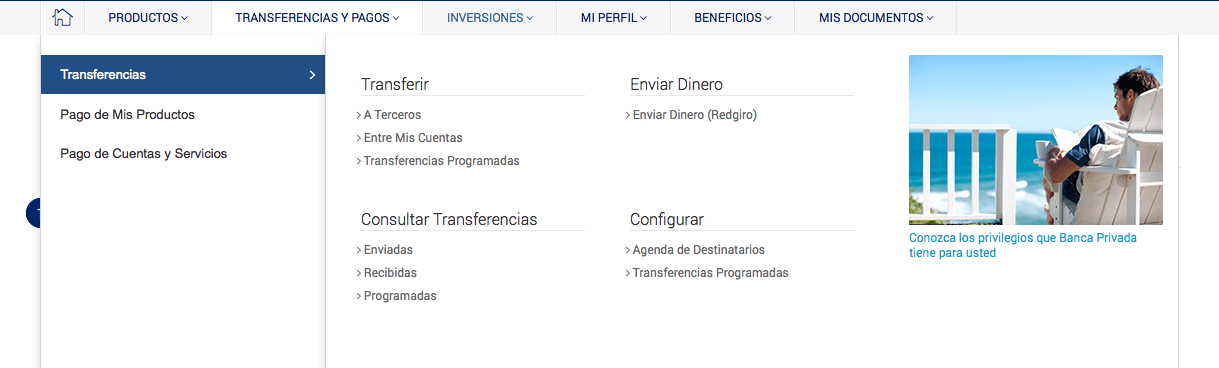 PRODUCTOS
TRANSFERENCIAS Y PAGOS
INVERSIONES
MI PERFIL
BENEFICIOS
MIS DOCUMENTOS
Transferencias
Pago de Mis Productos
Pago de Cuentas y Servicios
Transferir
A Terceros
Entre Mis Cuentas
Transferencias Programadas
Enviar Dinero
Enviar Dinero (Redgiro)
Consultar Transferencias
Enviadas
Recibidas
Programadas
Configurar
Agenda de Destinatarios
Transferencias Programadas
Conozca los privilegios que Banca Privada
tiene para usted